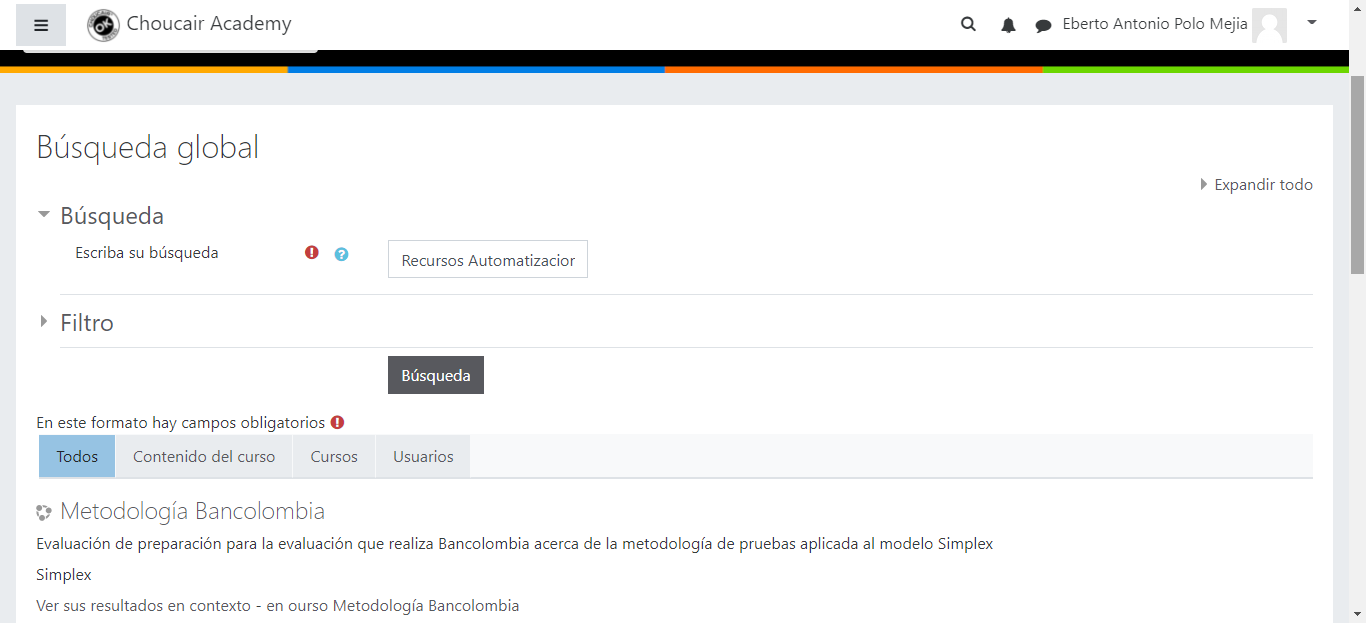 Choucair Academy
Eberto Antonio Polo Mejia
Búsqueda global
Expandir todo
Búsqueda
Escriba su búsqueda
Recursos Automatizacior
Filtro
Búsqueda
En este formato hay campos obligatorios
Todos Contenido del curso Cursos Usuarios
Metodología Bancolombia
Evaluación de preparación para la evaluación que realiza Bancolombia acerca de la metodología de pruebas aplicada al modelo Simplex
Simplex
Ver sus resultados en contexto - en ourso Metodología Bancolombia